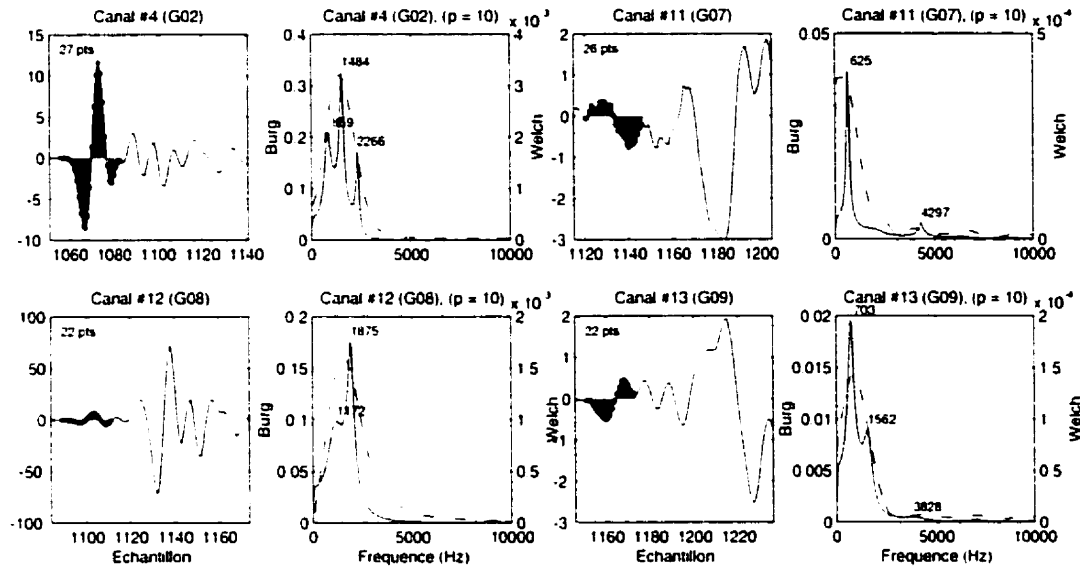 Canal #4 (G02)
27 pts
15
10
5
0
-5
-10
1060 1080 1100 1120 1140
Canal #4 (G02), (p = 10) x 10⁻³
Burg
0.4
0.3
0.2
0.1
0
1484
859
2266
0 5000 10000
4
3
2
1
0
Welch
Canal #11 (G07)
26 pts
2
1
0
-1
-2
-3
1120 1140 1160 1180 1200
Canal #11 (G07), (p = 10) x 10⁻⁴
Burg
0.05
0
625
4297
0 5000 10000
5
0
Welch
Canal #12 (G08)
22 pts
100
50
0
-50
-100
1100 1120 1140 1160
Echantillon
Canal #12 (G08), (p = 10) x 10⁻³
Burg
0.2
0.15
0.1
0.05
0
1875
1172
0 5000 10000
Frequence (Hz)
2
1.5
1
0.5
0
Welch
Canal #13 (G09)
22 pts
2
1
0
-1
-2
-3
1160 1180 1200 1220
Echantillon
Canal #13 (G09), (p = 10) x 10⁻⁴
Burg
0.02
0.015
0.01
0.005
0
703
1562
3828
0 5000 10000
Frequence (Hz)
2
1.5
1
0.5
0
Welch